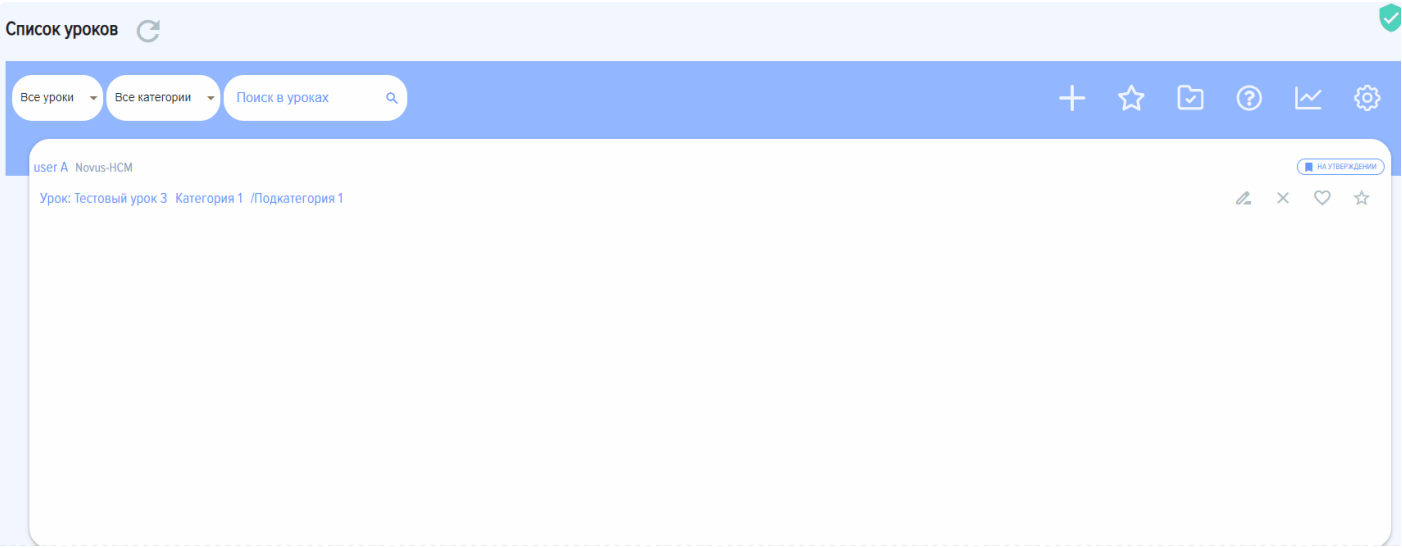 Список уроков
Все уроки Все категории Поиск в уроках
user A Novus-HCM НА УТВЕРЖДЕНИИ
Урок: Тестовый урок 3 Категория 1 /Подкатегория 1